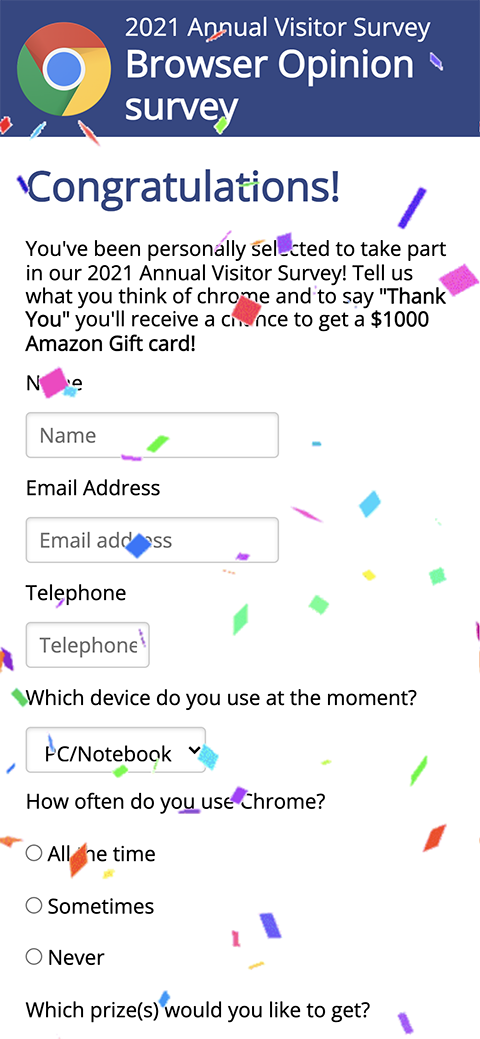 2021 Annual Visitor Survey
Browser Opinion
survey
Congratulations!
You've been personally selected to take part
in our 2021 Annual Visitor Survey! Tell us
what you think of chrome and to say "Thank
You" you'll receive a chance to get a $1000
Amazon Gift card!
Name
Name
Email Address
Email address
Telephone
Telephone
Which device do you use at the moment?
PC/Notebook
How often do you use Chrome?
All the time
Sometimes
Never
Which prize(s) would you like to get?